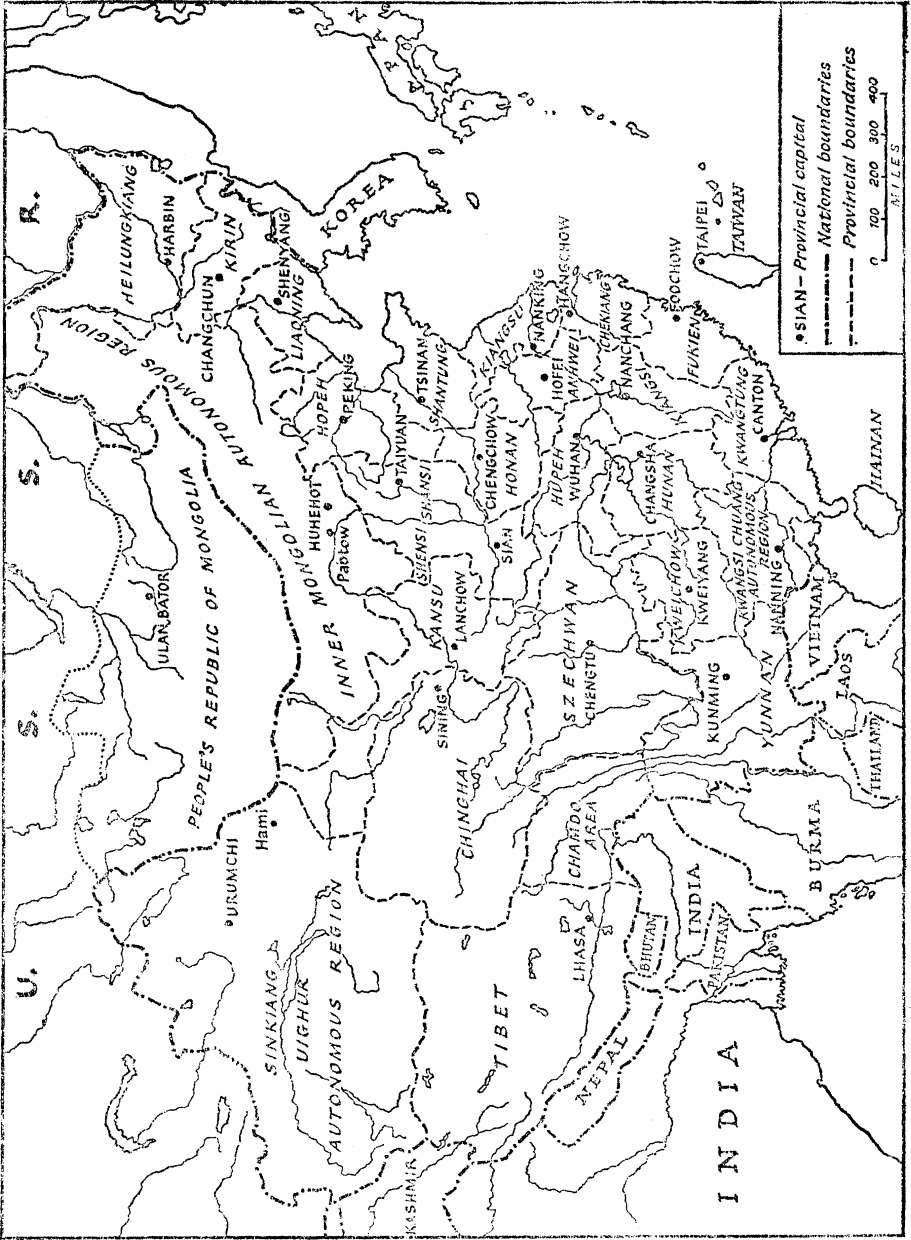 U. S. S. R.
HEILUNGKIANG
HARBIN
CHANGCHUN
KIRIN
SHENYANG
LIAONING
KOREA
JAPAN
ULAN BATOR
PEOPLE'S REPUBLIC OF MONGOLIA
INNER MONGOLIAN AUTONOMOUS REGION
URUMCHI
Hami
SINKIANG
UIGHUR
AUTONOMOUS REGION
HUHEHOT
Paotow
HOPEH
PEKING
TAIYUAN
TSINAN
SHANTUNG
SHENSI
SHANSI
KANSU
LANCHOW
SINING
CHINGHAI
KASHMIR
SIAN
CHENGCHOW
HONAN
KIANGSU
NANKING
HOFEI
ANHWEI
HANGCHOW
CHEKIANG
HUPEH
WUHAN
NANCHANG
KIANGSI
SZECHWAN
CHENGTU
CHAMDO
AREA
TIBET
LHASA
CHANGSHA
HUNAN
FUKIEN
FOOCHOW
TAIPEI
TAIWAN
KWEICHOW
KWEIYANG
KUNMING
YUNNAN
KWANGSI CHUANG
AUTONOMOUS
REGION
NANNING
KWANGTUNG
CANTON
HAINAN
NEPAL
BHUTAN
INDIA
PAKISTAN
INDIA
BURMA
VIETNAM
LAOS
THAILAND
SIAN – Provincial capital
National boundaries
Provincial boundaries
0 100 200 300 400
MILES